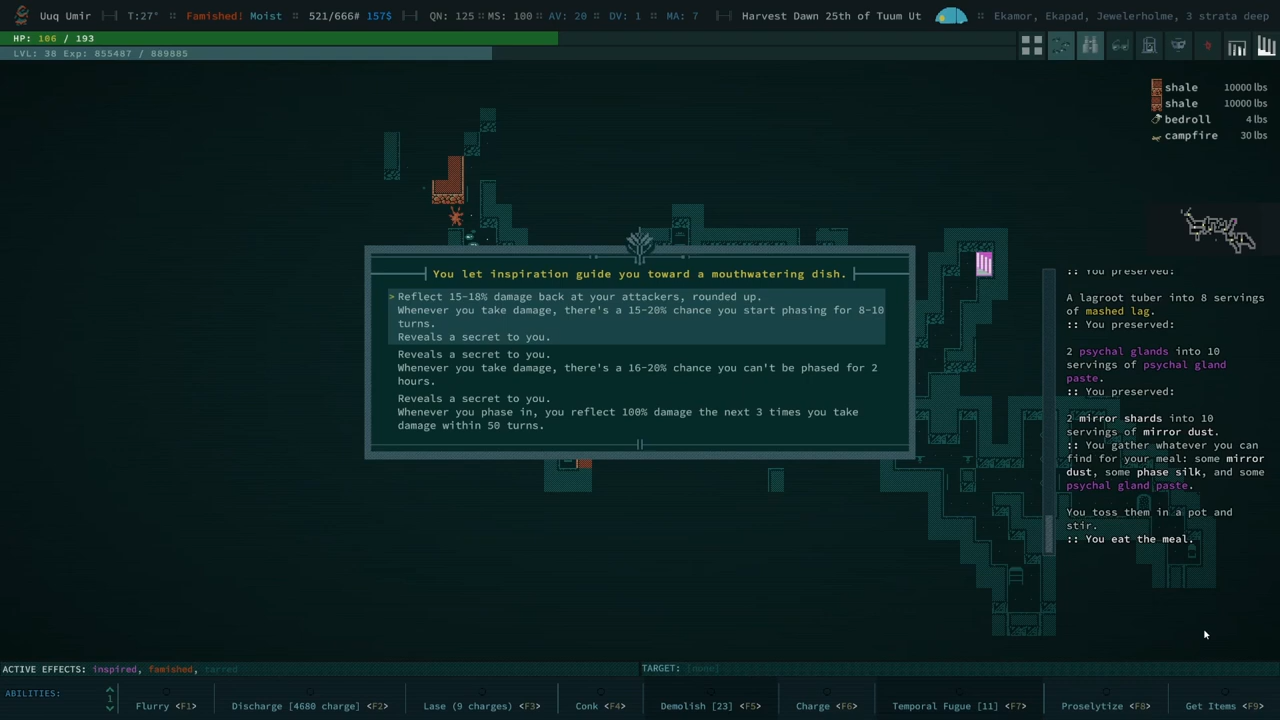 Uuq Umir T:27° Famished! Moist 521/666# 157$ QN: 125 MS: 100 AV: 20 DV: 1 MA: 7 Harvest Dawn 25th of Tuum Ut Ekamor, Ekapad, Jewelerholme, 3 strata deep
HP: 106 / 193
LVL: 38 Exp: 855487 / 889885
shale 10000 lbs
shale 10000 lbs
bedroll 4 lbs
campfire 30 lbs
You let inspiration guide you toward a mouthwatering dish.
> Reflect 15-18% damage back at your attackers, rounded up.
Whenever you take damage, there's a 15-20% chance you start phasing for 8-10
turns.
Reveals a secret to you.
Reveals a secret to you.
Whenever you take damage, there's a 16-20% chance you can't be phased for 2
hours.
Reveals a secret to you.
Whenever you phase in, you reflect 100% damage the next 3 times you take
damage within 50 turns.
:: You preserved:
A lagroot tuber into 8 servings
of mashed lag.
:: You preserved:
2 psychal glands into 10
servings of psychal gland
paste.
:: You preserved:
2 mirror shards into 10
servings of mirror dust.
:: You gather whatever you can
find for your meal: some mirror
dust, some phase silk, and some
psychal gland paste.
You toss them in a pot and
stir.
:: You eat the meal.
ACTIVE EFFECTS: inspired, famished, tarred
TARGET: [none]
ABILITIES: 1 Flurry <F1> Discharge [4680 charge] <F2> Lase (9 charges) <F3> Conk <F4> Demolish [23] <F5> Charge <F6> Temporal Fugue [11] <F7> Proselytize <F8> Get Items <F9>